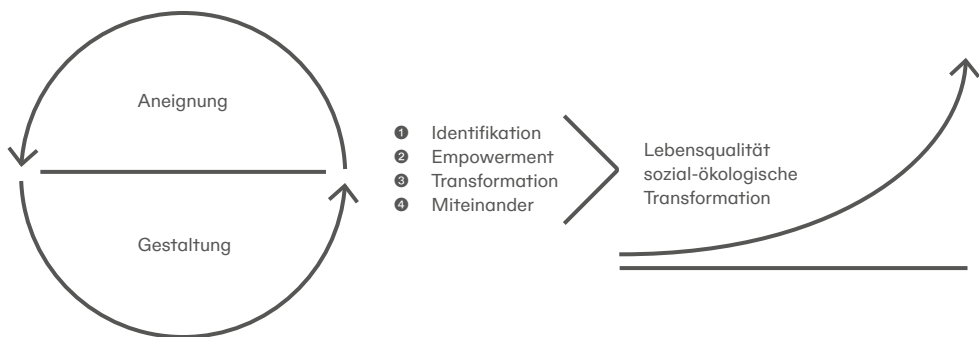 Aneignung
Gestaltung
❶ Identifikation
❷ Empowerment
❸ Transformation
❹ Miteinander
Lebensqualität
sozial-ökologische
Transformation